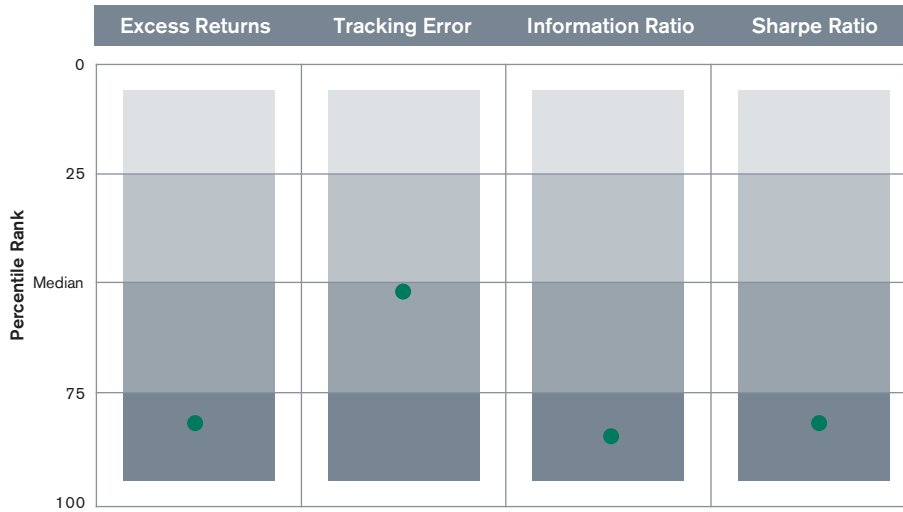 Excess Returns Tracking Error Information Ratio Sharpe Ratio
0
25
Median
75
100
Percentile Rank